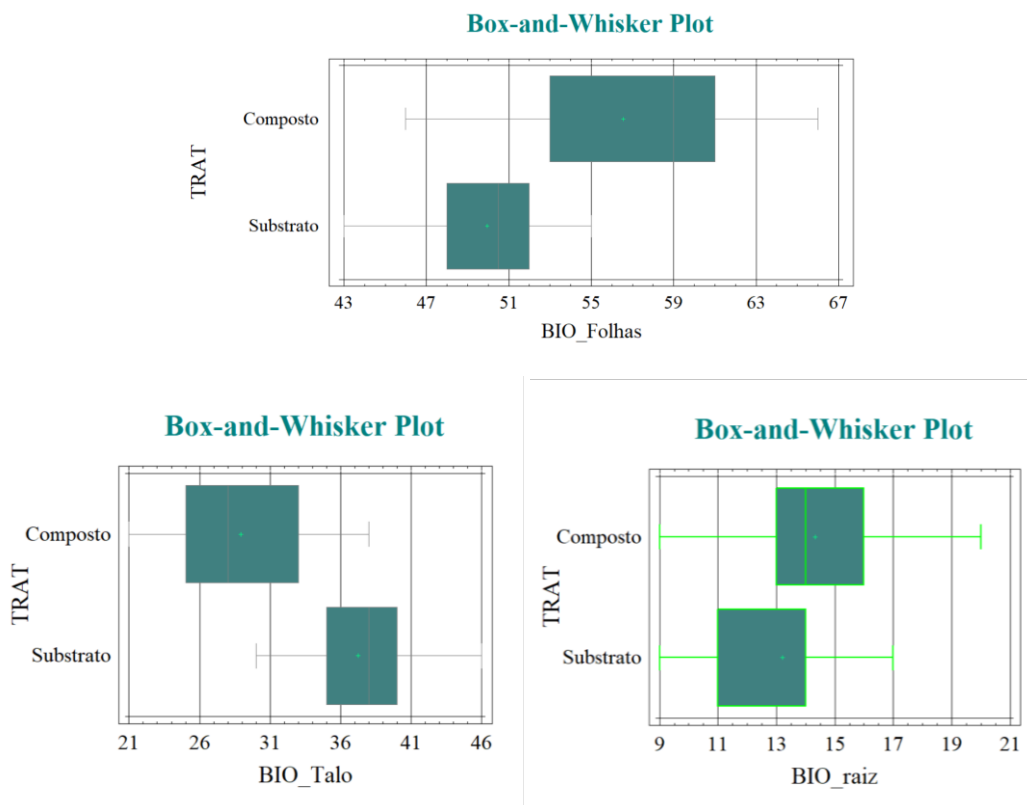 Box-and-Whisker Plot
TRAT
Composto
Substrato
43 47 51 55 59 63 67
BIO_Folhas
Box-and-Whisker Plot
TRAT
Composto
Substrato
21 26 31 36 41 46
BIO_Talo
Box-and-Whisker Plot
TRAT
Composto
Substrato
9 11 13 15 17 19 21
BIO_raiz